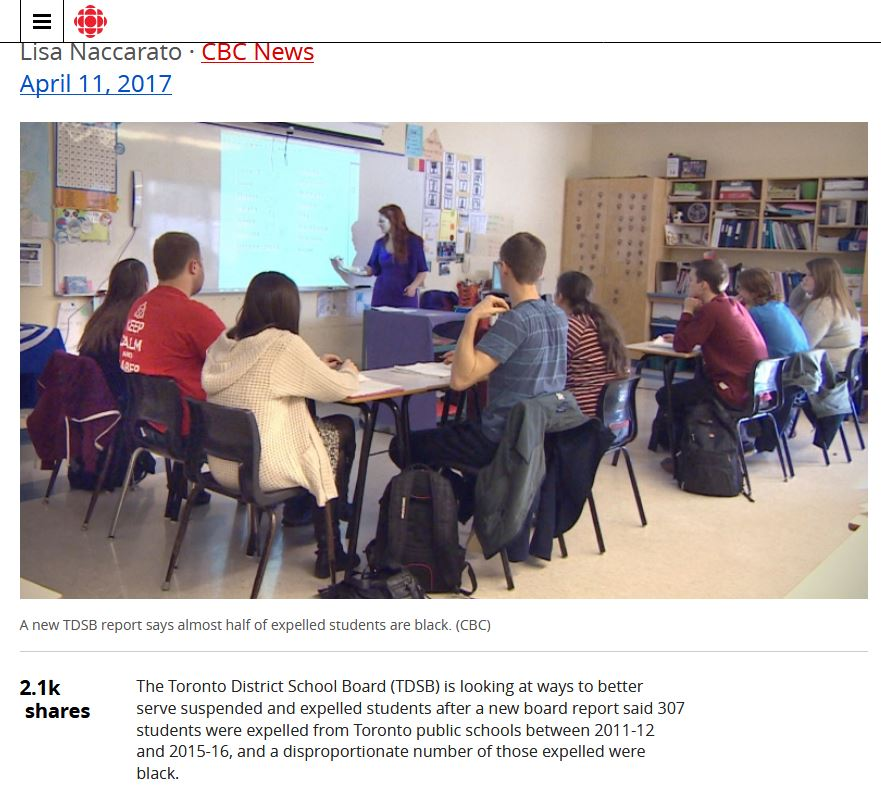 Lisa Naccarato · CBC News
April 11, 2017
KEEP
CALM
AND
A new TDSB report says almost half of expelled students are black. (CBC)
2.1k
shares
The Toronto District School Board (TDSB) is looking at ways to better
serve suspended and expelled students after a new board report said 307
students were expelled from Toronto public schools between 2011-12
and 2015-16, and a disproportionate number of those expelled were
black.